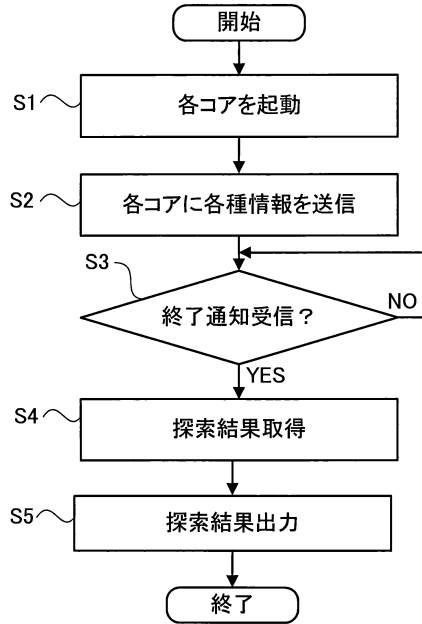 開始
S1
各コアを起動
S2
各コアに各種情報を送信
S3
終了通知受信？
NO
YES
S4
探索結果取得
S5
探索結果出力
終了